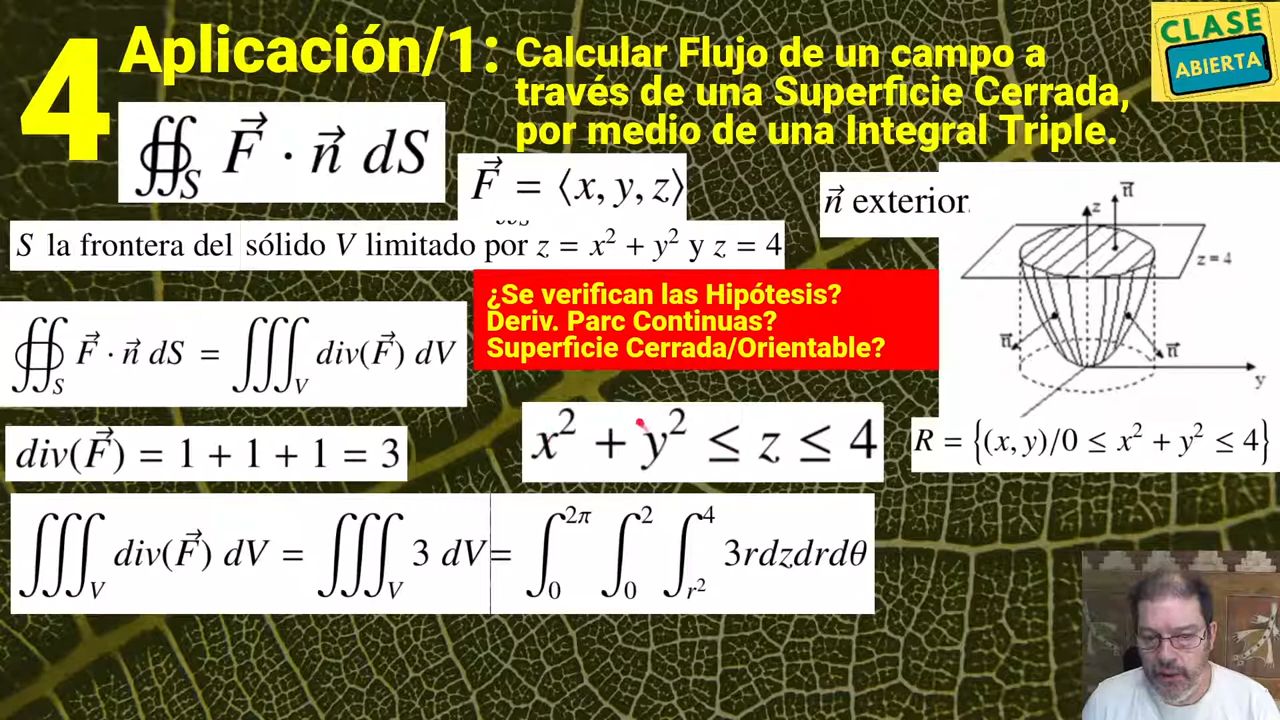 4
Aplicación/1:
Calcular Flujo de un campo a
través de una Superficie Cerrada,
por medio de una Integral Triple.
CLASE
ABIERTA
∯_S F⃗ · n⃗ dS
F⃗ = ⟨x, y, z⟩
n⃗ exterior.
S la frontera del sólido V limitado por z = x² + y² y z = 4
n⃗
z
z = 4
n⃗
n⃗
y
¿Se verifican las Hipótesis?
Deriv. Parc Continuas?
Superficie Cerrada/Orientable?
∯_S F⃗ · n⃗ dS = ∭_V div(F⃗) dV
div(F⃗) = 1 + 1 + 1 = 3
x² + y² ≤ z ≤ 4
R = {(x, y)/0 ≤ x² + y² ≤ 4}
∭_V div(F⃗) dV = ∭_V 3 dV = ∫_0^{2π} ∫_0^2 ∫_{r²}^4 3rdzdrdθ